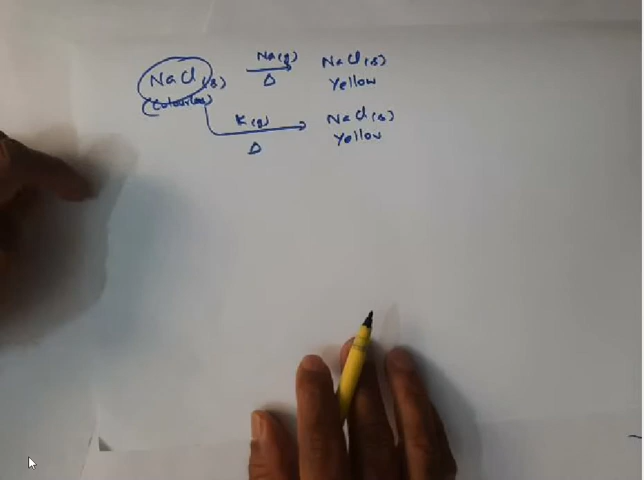 NaCl(s) Na(g) NaCl(s)
Δ Yellow
(Colourless)
K(g) NaCl(s)
Δ Yellow